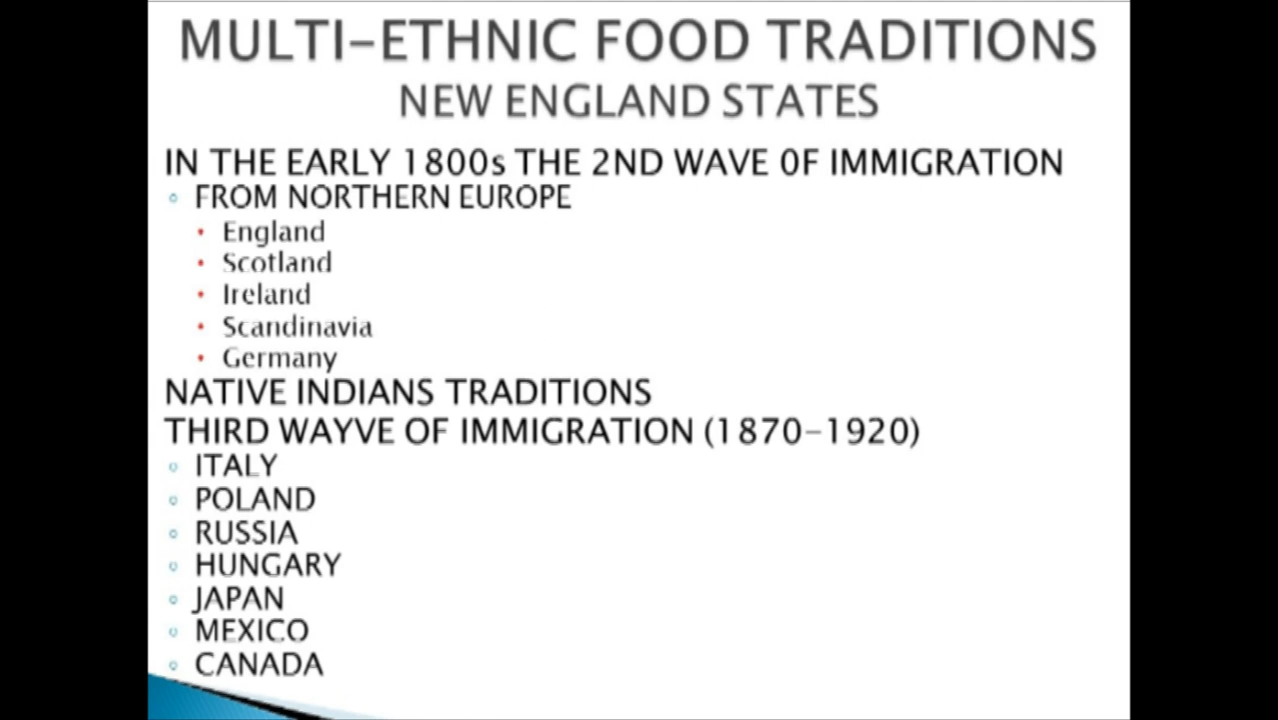 MULTI-ETHNIC FOOD TRADITIONS
NEW ENGLAND STATES
IN THE EARLY 1800s THE 2ND WAVE 0F IMMIGRATION
FROM NORTHERN EUROPE
England
Scotland
Ireland
Scandinavia
Germany
NATIVE INDIANS TRADITIONS
THIRD WAYVE OF IMMIGRATION (1870-1920)
ITALY
POLAND
RUSSIA
HUNGARY
JAPAN
MEXICO
CANADA